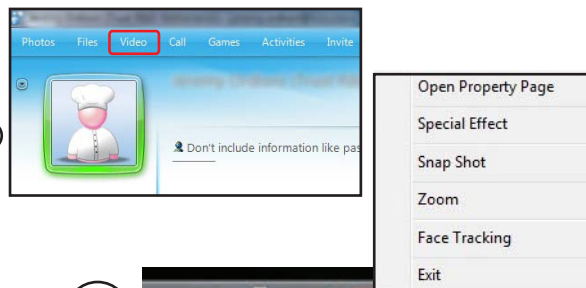 Photos Files Video Call Games Activities Invite
Don't include information like pas
Open Property Page
Special Effect
Snap Shot
Zoom
Face Tracking
Exit